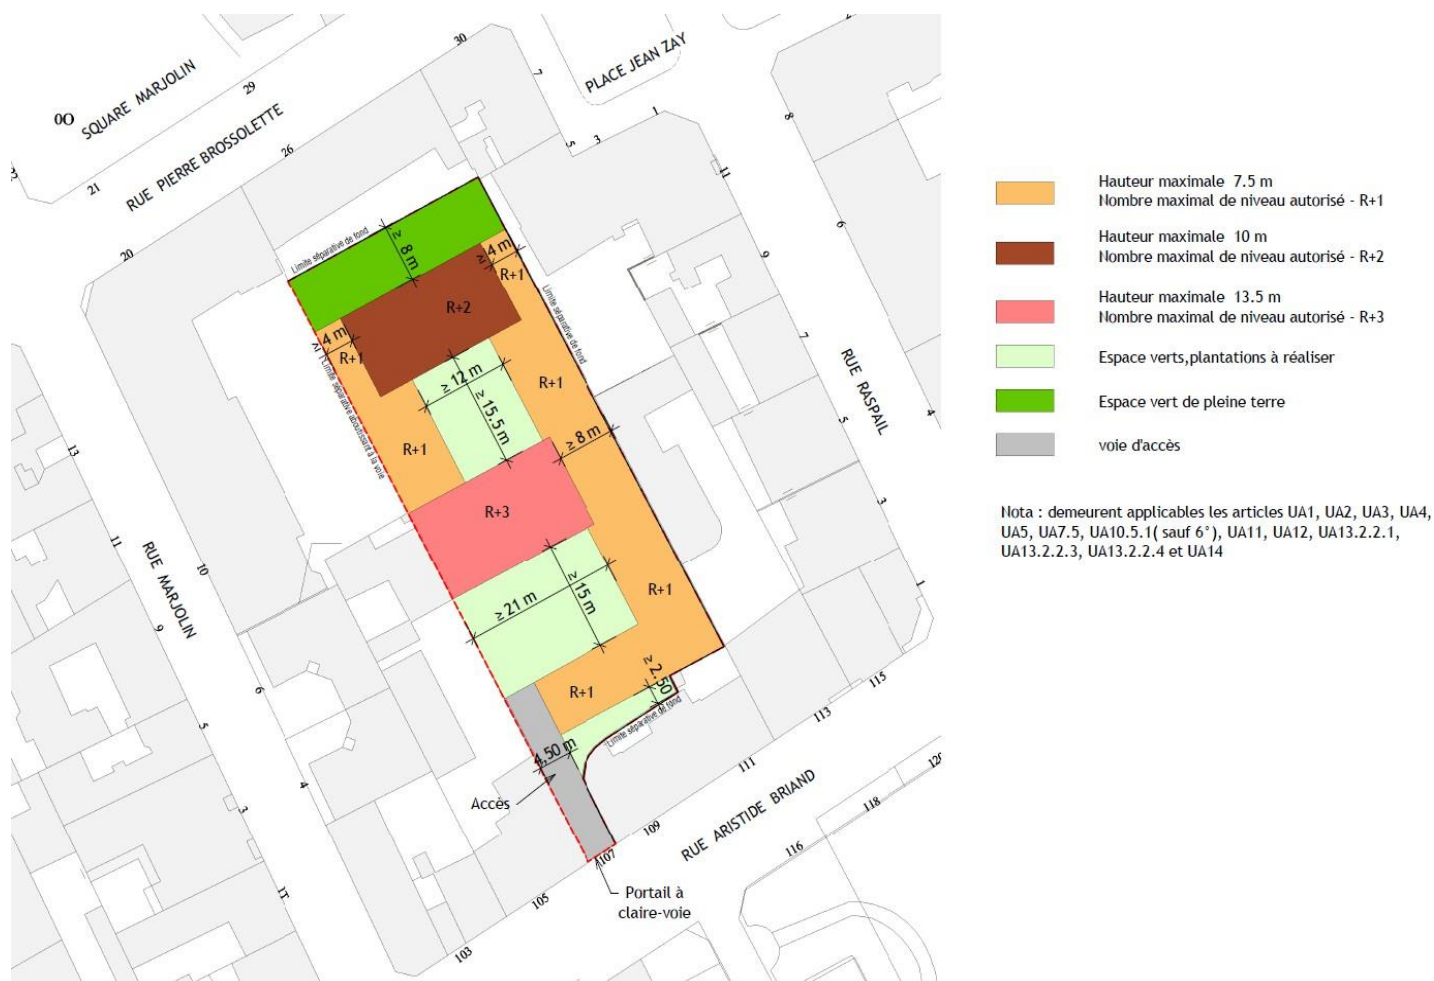 SQUARE MARJOLIN
RUE PIERRE BROSSOLETTE
PLACE JEAN ZAY
RUE RASPAIL
RUE MARJOLIN
RUE ARISTIDE BRIAND
30
29
26
21
20
7
5
3
1
11
8
6
9
7
5
4
3
1
13
11
10
9
6
5
4
3
103
105
107
109
111
113
115
116
118
120
Limite séparative de fond
≥ 8 m
≥ 4 m
R+1
R+2
≥ 4 m
R+1
Limite séparative de fond
Limite séparative aboutissant à la voie
≥ 12 m
≥ 15.5 m
R+1
R+1
≥ 8 m
R+3
≥ 21 m
≥ 15 m
R+1
R+1
≥ 2.50
Limite séparative de fond
4,50 m
Accès
Portail à
claire-voie
Hauteur maximale 7.5 m
Nombre maximal de niveau autorisé - R+1
Hauteur maximale 10 m
Nombre maximal de niveau autorisé - R+2
Hauteur maximale 13.5 m
Nombre maximal de niveau autorisé - R+3
Espace verts,plantations à réaliser
Espace vert de pleine terre
voie d'accès
Nota : demeurent applicables les articles UA1, UA2, UA3, UA4,
UA5, UA7.5, UA10.5.1( sauf 6°), UA11, UA12, UA13.2.2.1,
UA13.2.2.3, UA13.2.2.4 et UA14